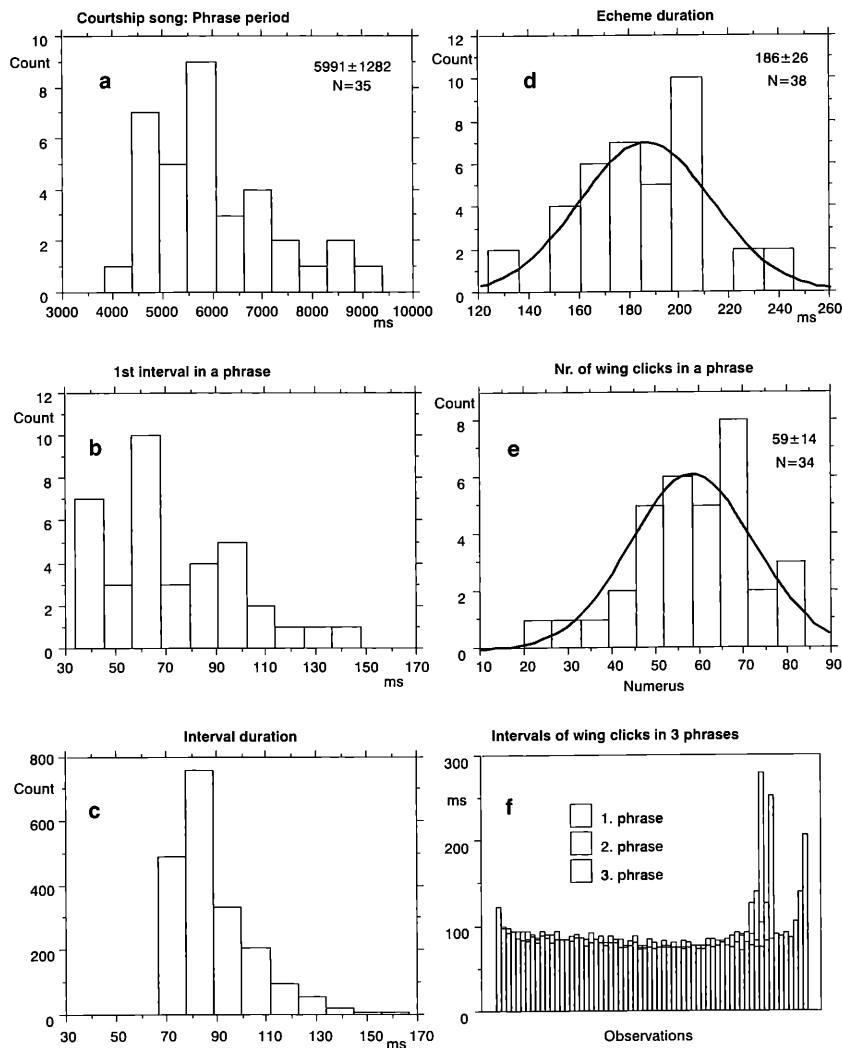 Courtship song: Phrase period
10
Count
8
6
4
2
0
a
5991±1282
N=35
3000 4000 5000 6000 7000 8000 9000 10000
ms
Echeme duration
12
Count
10
8
6
4
2
0
d
186±26
N=38
120 140 160 180 200 220 240 260
ms
1st interval in a phrase
12
Count
10
8
6
4
2
0
b
30 50 70 90 110 130 150 170
ms
Nr. of wing clicks in a phrase
Count
8
6
4
2
0
e
59±14
N=34
10 20 30 40 50 60 70 80 90
Numerus
Interval duration
800
Count
600
400
200
0
c
30 50 70 90 110 130 150 170
ms
Intervals of wing clicks in 3 phrases
300
ms
200
100
0
f
1. phrase
2. phrase
3. phrase
Observations